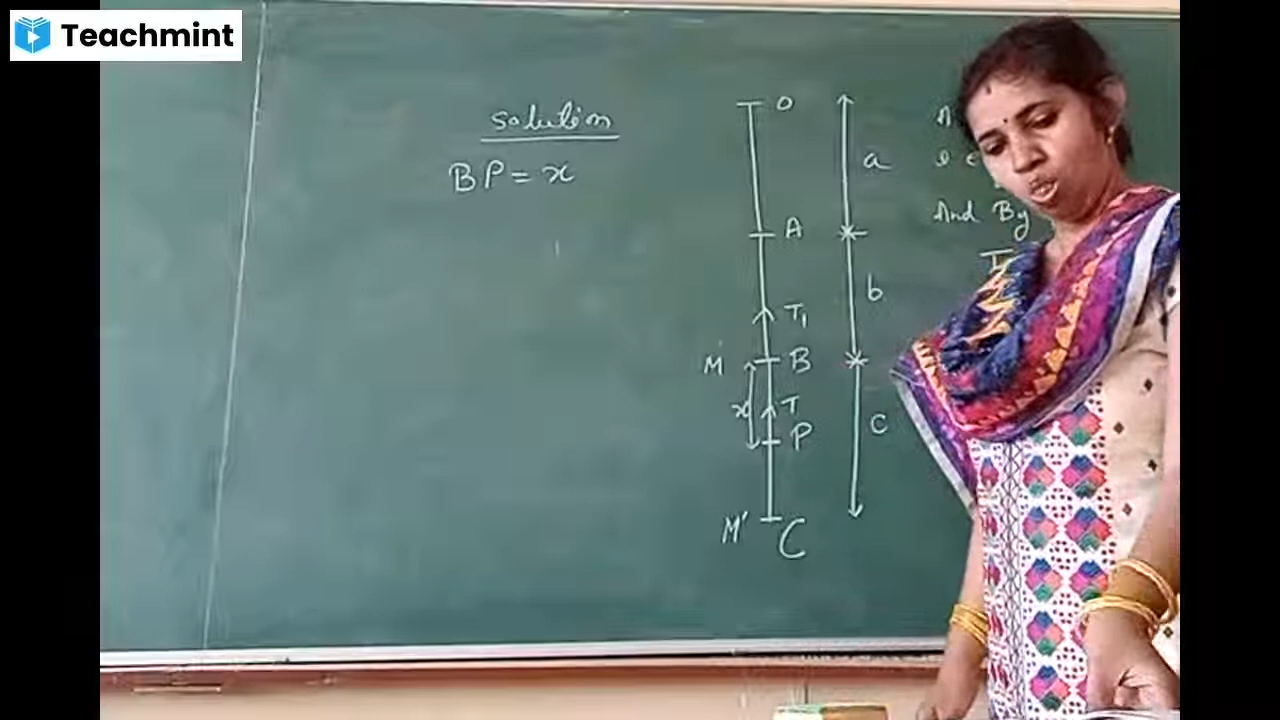 Teachmint
solution
BP = x
O
a
A
b
T₁
M
B
x
T
P
C
M'
C
And By